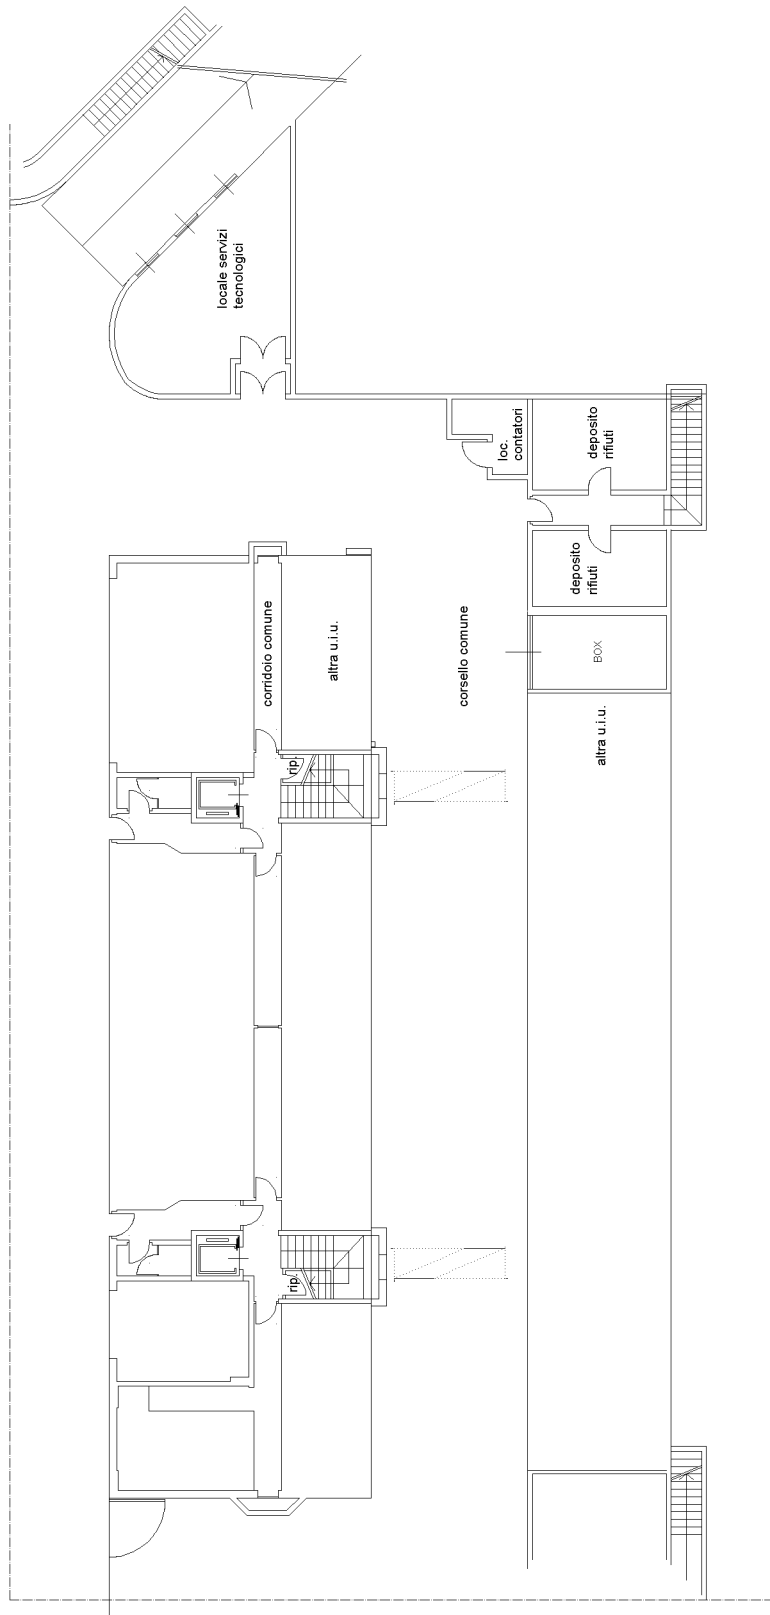 locale servizi
tecnologici
loc.
contatori
deposito
rifiuti
deposito
rifiuti
corridoio comune
altra u.i.u.
corsello comune
BOX
altra u.i.u.
rip.
rip.